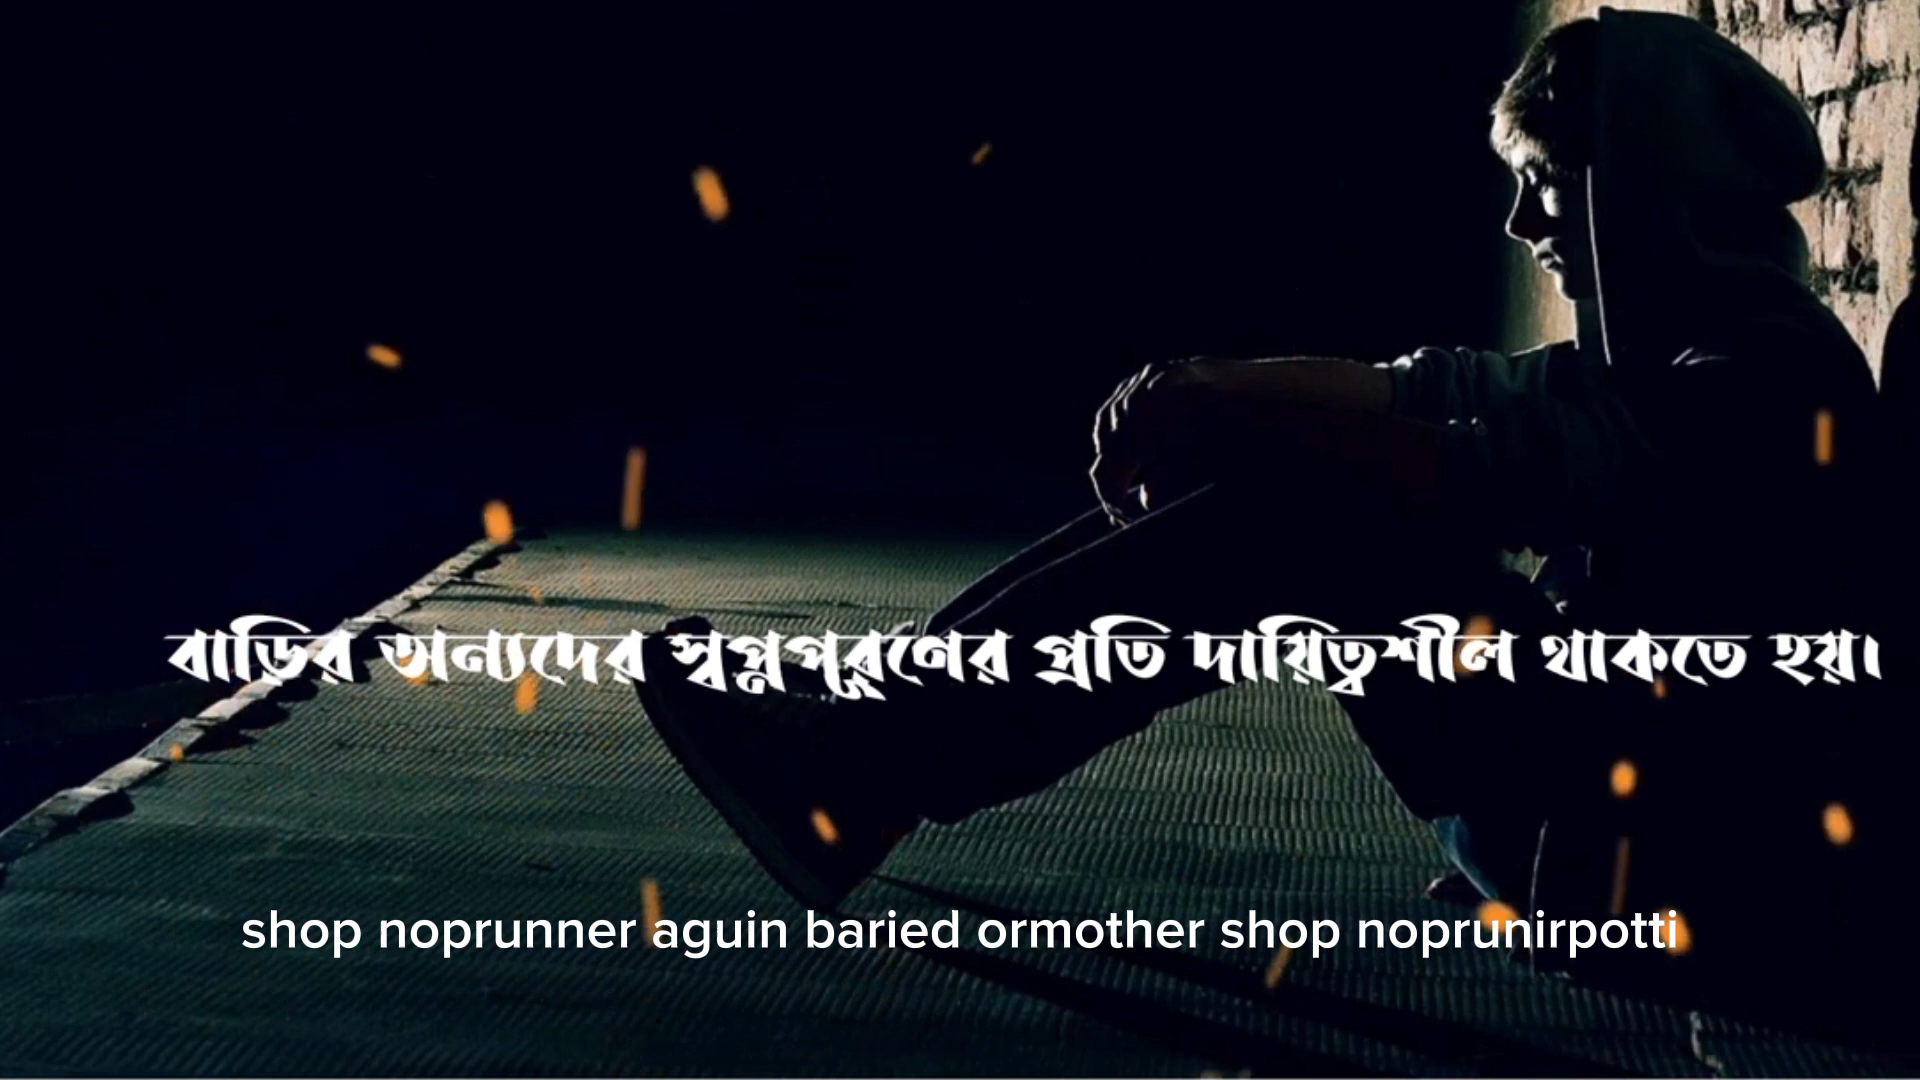 বাড়ির অন্যদের স্বপ্নপূরণের প্রতি দায়িত্বশীল থাকতে হয়।
shop noprunner aguin baried ormother shop noprunirpotti